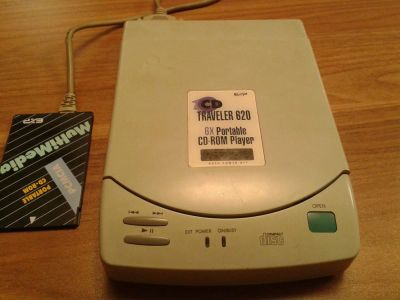 EXP
CD
TRAVELER 620
6X Portable
CD-ROM Player
EXP
MultiMedia
PORTABLE
CD-ROM
EXT POWER
ON/BUSY
COMPACT
DISC
OPEN